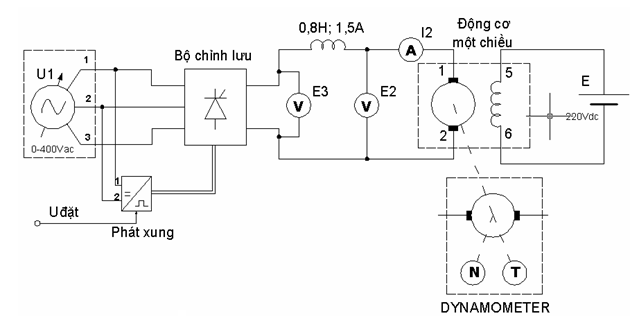 0,8H; 1,5A
I2
Động cơ
một chiều
Bộ chỉnh lưu
U1
1
2
3
0-400Vac
V
E3
V
E2
A
1
2
5
6
E
220Vdc
1
2
=
Uđặt
Phát xung
λ
N
T
DYNAMOMETER